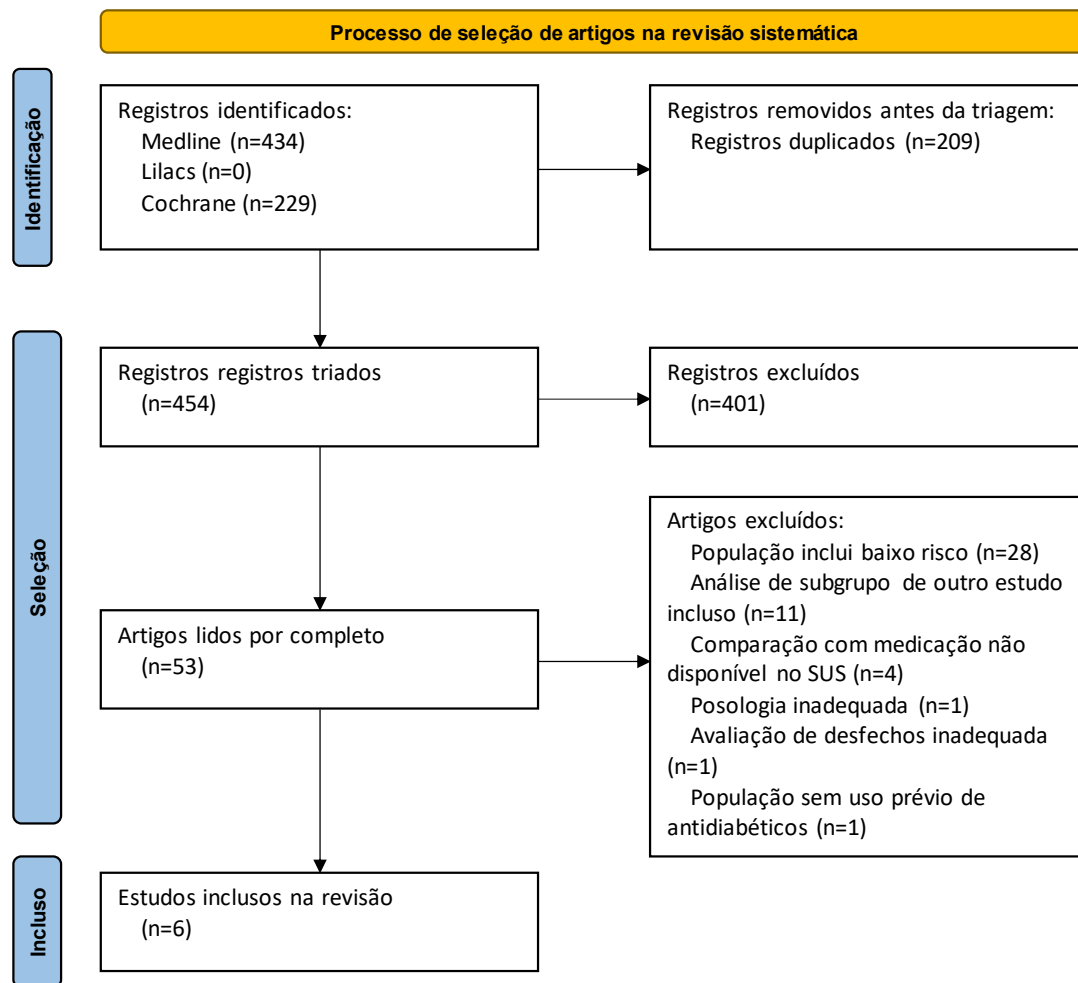 Processo de seleção de artigos na revisão sistemática
Identificação
Registros identificados:
Medline (n=434)
Lilacs (n=0)
Cochrane (n=229)
Registros removidos antes da triagem:
Registros duplicados (n=209)
Seleção
Registros registros triados
(n=454)
Registros excluídos
(n=401)
Artigos lidos por completo
(n=53)
Artigos excluídos:
População inclui baixo risco (n=28)
Análise de subgrupo de outro estudo
incluso (n=11)
Comparação com medicação não
disponível no SUS (n=4)
Posologia inadequada (n=1)
Avaliação de desfechos inadequada
(n=1)
População sem uso prévio de
antidiabéticos (n=1)
Incluso
Estudos inclusos na revisão
(n=6)